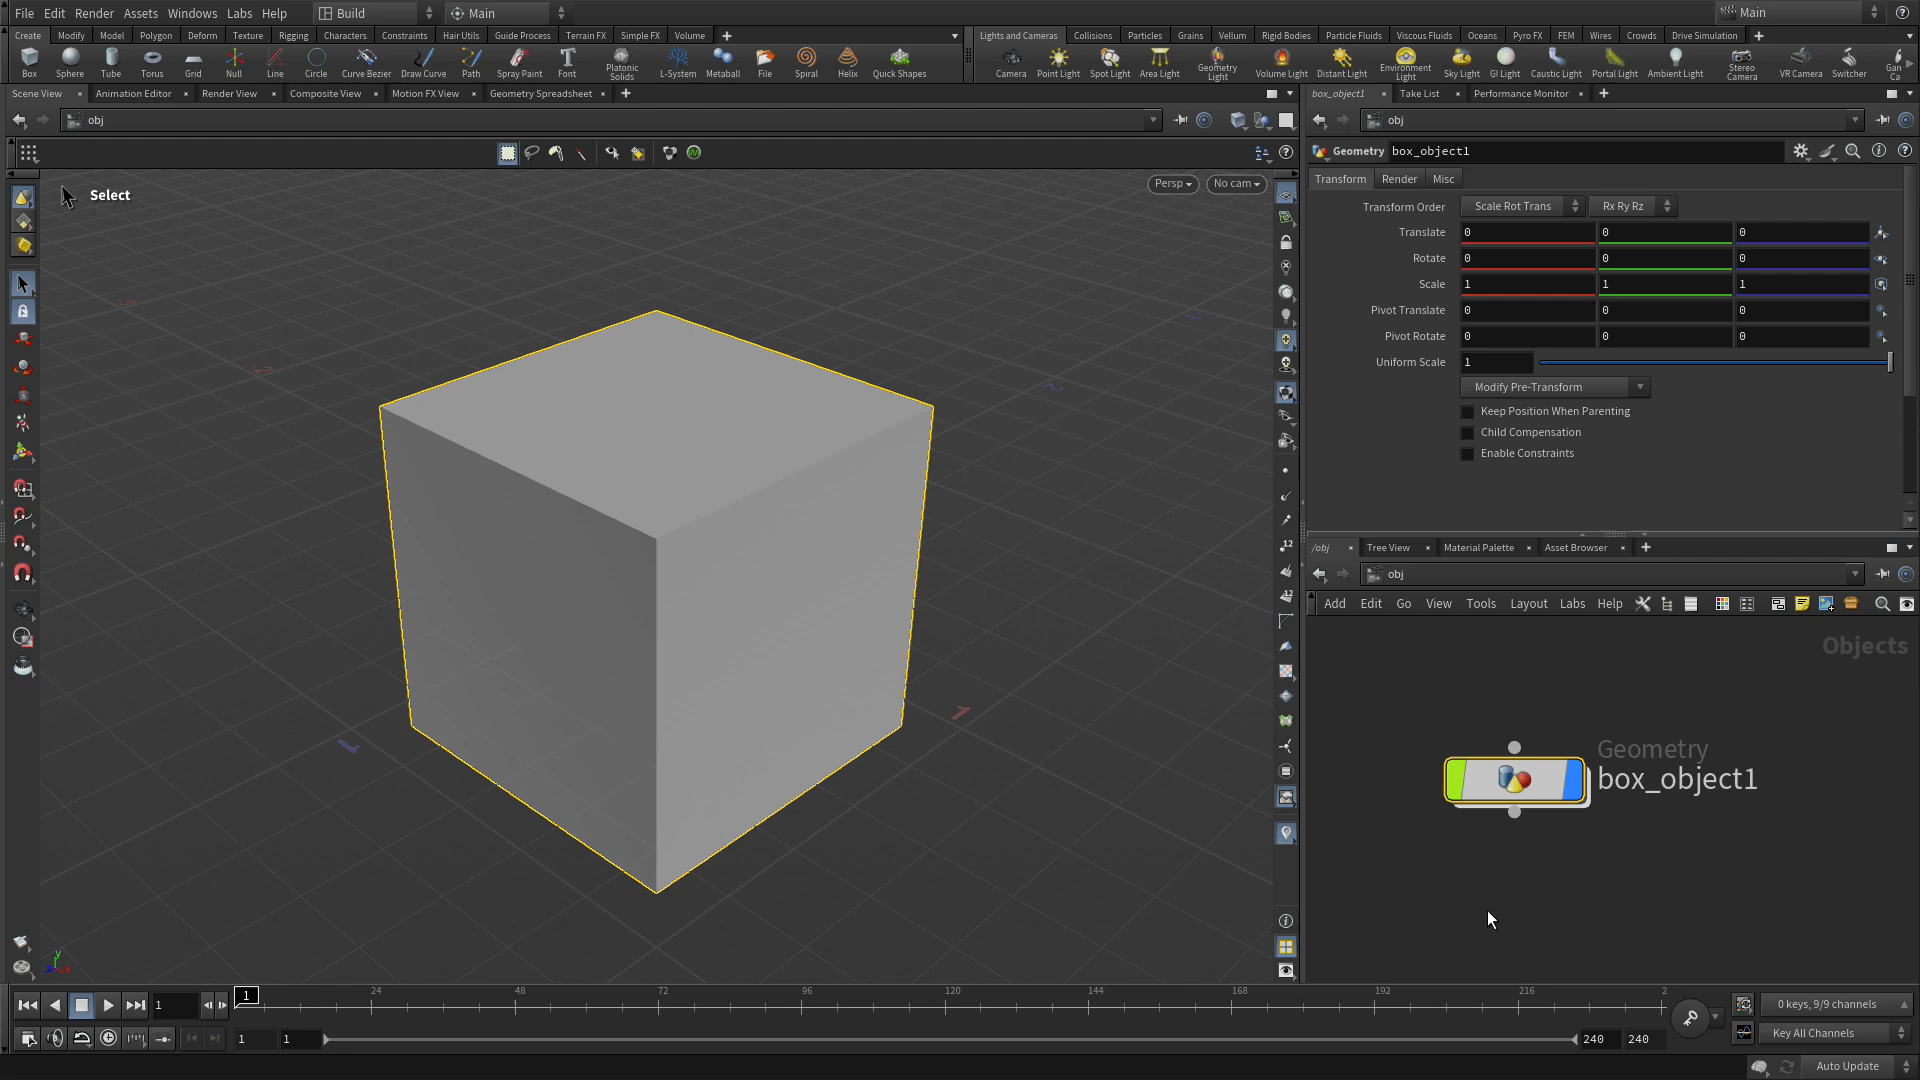 File Edit Render Assets Windows Labs Help Build Main Main
Create Modify Model Polygon Deform Texture Rigging Characters Constraints Hair Utils Guide Process Terrain FX Simple FX Volume
Lights and Cameras Collisions Particles Grains Vellum Rigid Bodies Particle Fluids Viscous Fluids Oceans Pyro FX FEM Wires Crowds Drive Simulation
Box Sphere Tube Torus Grid Null Line Circle Curve Bezier Draw Curve Path Spray Paint Font Platonic Solids L-System Metaball File Spiral Helix Quick Shapes
Camera Point Light Spot Light Area Light Geometry Light Volume Light Distant Light Environment Light Sky Light GI Light Caustic Light Portal Light Ambient Light Stereo Camera VR Camera Switcher Gan Ca
Scene View Animation Editor Render View Composite View Motion FX View Geometry Spreadsheet
box_object1 Take List Performance Monitor
obj
obj
Geometry box_object1
Select
Persp No cam
Transform Render Misc
Transform Order Scale Rot Trans Rx Ry Rz
Translate 0 0 0
Rotate 0 0 0
Scale 1 1 1
Pivot Translate 0 0 0
Pivot Rotate 0 0 0
Uniform Scale 1
Modify Pre-Transform
Keep Position When Parenting
Child Compensation
Enable Constraints
12
12
1
1
y
/obj Tree View Material Palette Asset Browser
obj
Add Edit Go View Tools Layout Labs Help
Objects
Geometry
box_object1
1 1 24 48 72 96 120 144 168 192 216 2
0 keys, 9/9 channels
1 1 240 240
Key All Channels
Auto Update